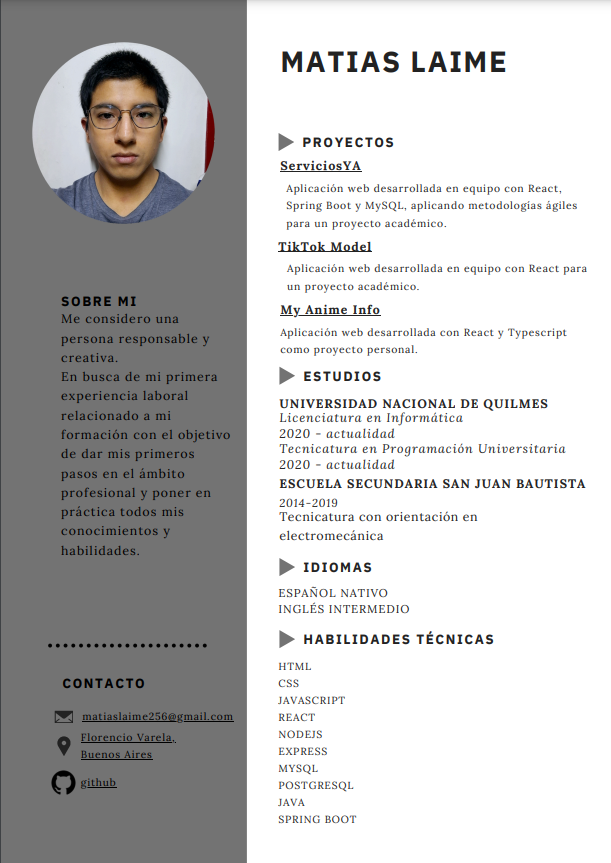 MATIAS LAIME
SOBRE MI
Me considero una
persona responsable y
creativa.
En busca de mi primera
experiencia laboral
relacionado a mi
formación con el objetivo
de dar mis primeros
pasos en el ámbito
profesional y poner en
práctica todos mis
conocimientos y
habilidades.
CONTACTO
matiaslaime256@gmail.com
Florencio Varela,
Buenos Aires
github
PROYECTOS
ServiciosYA
Aplicación web desarrollada en equipo con React,
Spring Boot y MySQL, aplicando metodologías ágiles
para un proyecto académico.
TikTok Model
Aplicación web desarrollada en equipo con React para
un proyecto académico.
My Anime Info
Aplicación web desarrollada con React y Typescript
como proyecto personal.
ESTUDIOS
UNIVERSIDAD NACIONAL DE QUILMES
Licenciatura en Informática
2020 - actualidad
Tecnicatura en Programación Universitaria
2020 - actualidad
ESCUELA SECUNDARIA SAN JUAN BAUTISTA
2014-2019
Tecnicatura con orientación en
electromecánica
IDIOMAS
ESPAÑOL NATIVO
INGLÉS INTERMEDIO
HABILIDADES TÉCNICAS
HTML
CSS
JAVASCRIPT
REACT
NODEJS
EXPRESS
MYSQL
POSTGRESQL
JAVA
SPRING BOOT